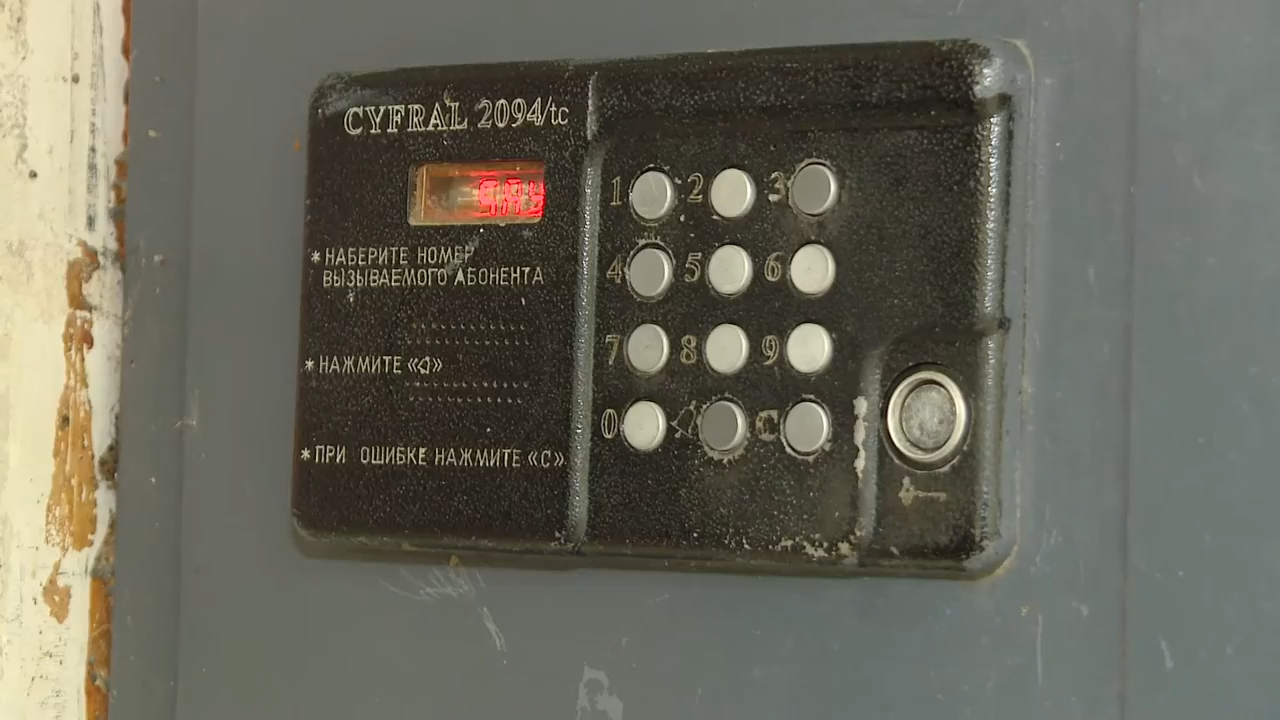 CYFRAL 2094/tc
* НАБЕРИТЕ НОМЕР
ВЫЗЫВАЕМОГО АБОНЕНТА
* НАЖМИТЕ «🔔»
* ПРИ ОШИБКЕ НАЖМИТЕ «С»
1 2 3
4 5 6
7 8 9
0 C